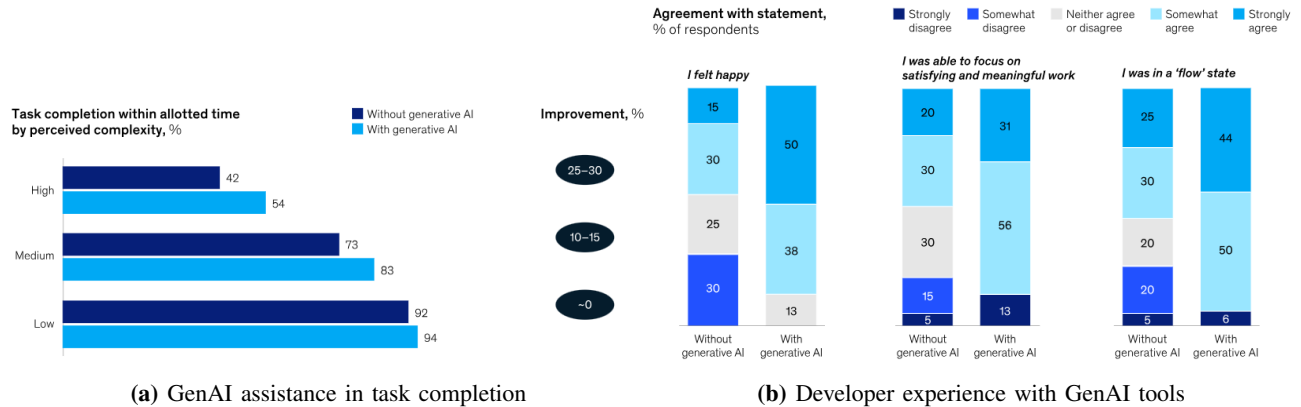 Task completion within allotted time
by perceived complexity, %
Without generative AI
With generative AI
Improvement, %
High
42
54
25–30
Medium
73
83
10–15
Low
92
94
~0
(a) GenAI assistance in task completion
Agreement with statement,
% of respondents
Strongly
disagree
Somewhat
disagree
Neither agree
or disagree
Somewhat
agree
Strongly
agree
I felt happy
15
30
25
30
50
38
13
Without
generative AI
With
generative AI
I was able to focus on
satisfying and meaningful work
20
30
30
15
5
31
56
13
Without
generative AI
With
generative AI
I was in a ‘flow’ state
25
30
20
20
5
44
50
6
Without
generative AI
With
generative AI
(b) Developer experience with GenAI tools